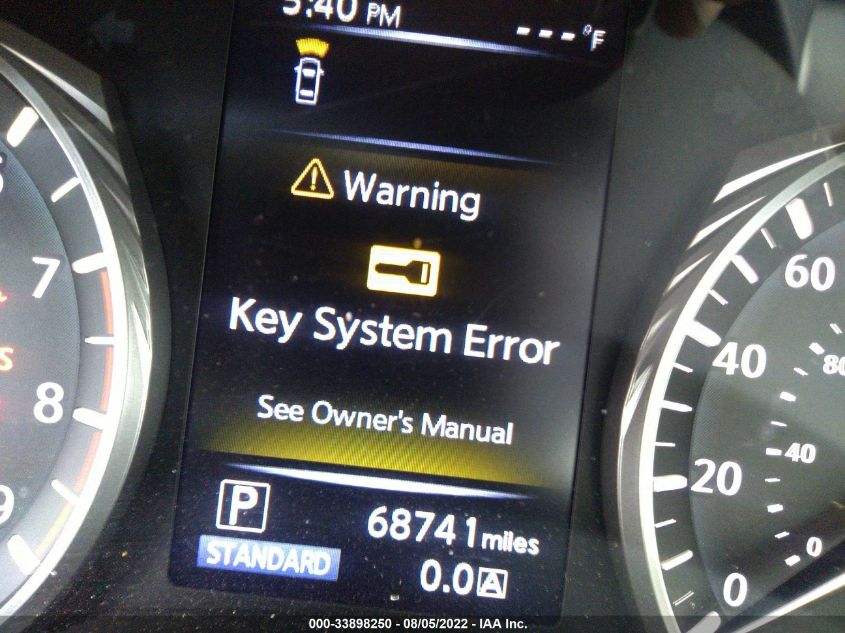 5:40 PM
---°F
Warning
Key System Error
See Owner's Manual
P
68741 miles
STANDARD
0.0 A
7
8
9
60
40
20
0
80
40
0
000-33898250 - 08/05/2022 - IAA Inc.